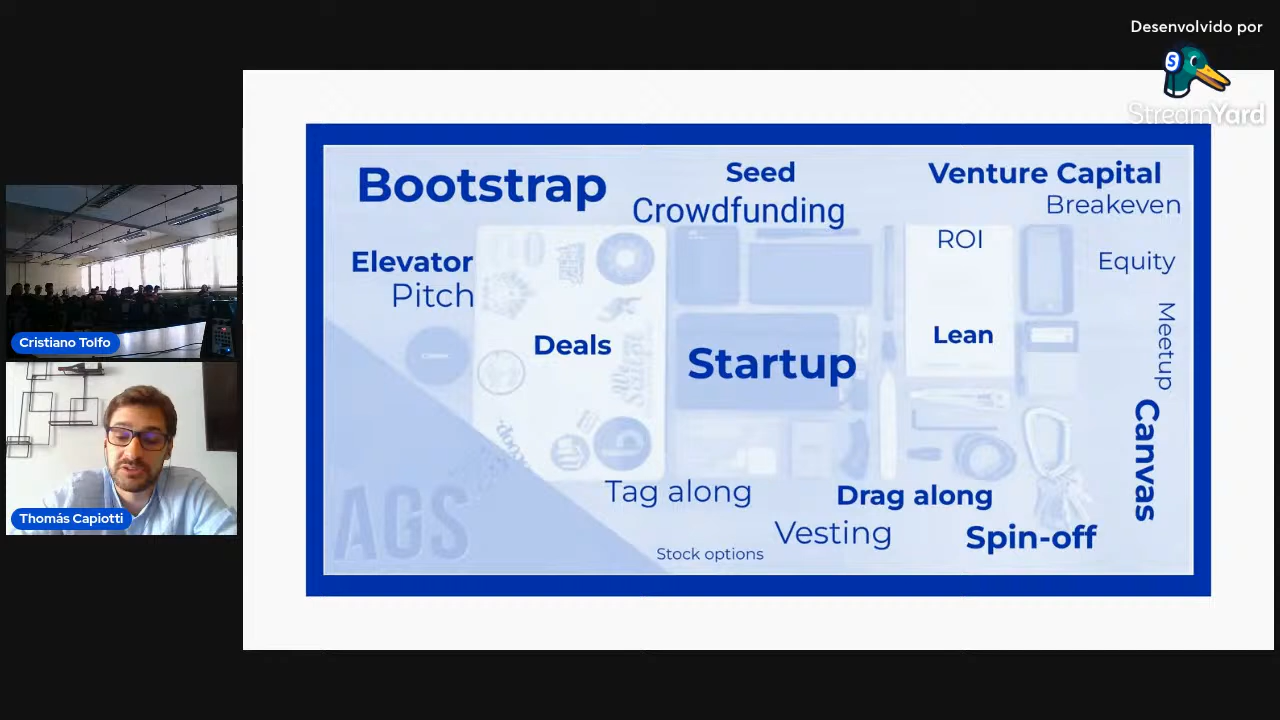 Desenvolvido por
StreamYard
Bootstrap
Seed
Crowdfunding
Venture Capital
Breakeven
ROI
Equity
Elevator
Pitch
Deals
Startup
Lean
Meetup
Canvas
Tag along
Drag along
Vesting
Spin-off
Stock options
AGS
Cristiano Tolfo
Thomás Capiotti